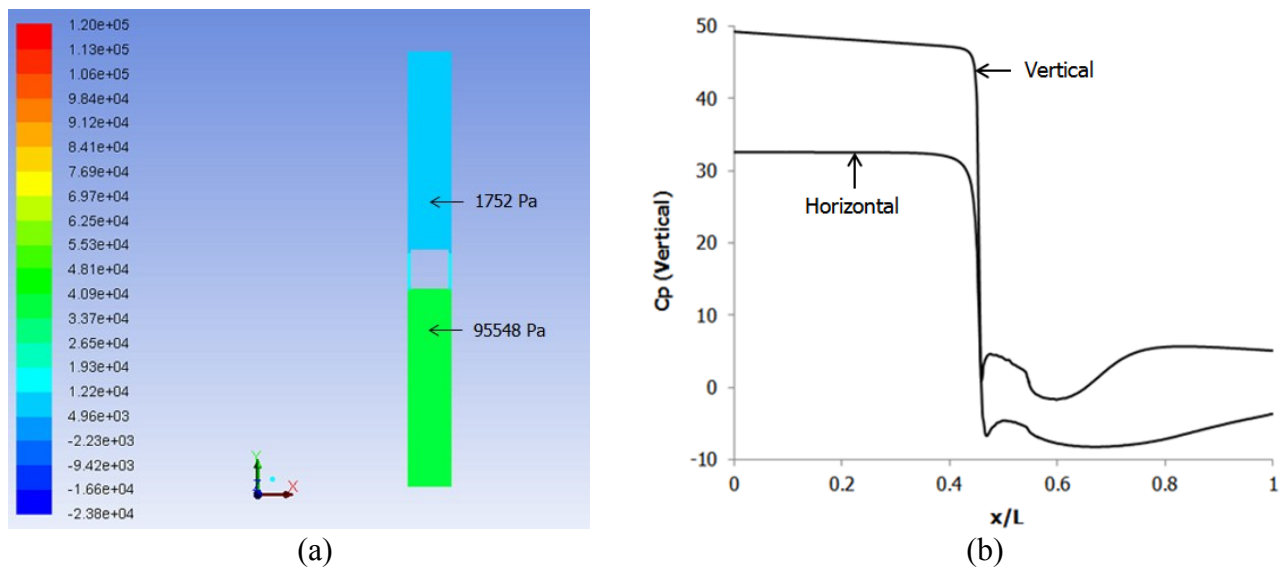 1.20e+05
1.13e+05
1.06e+05
9.84e+04
9.12e+04
8.41e+04
7.69e+04
6.97e+04
6.25e+04
5.53e+04
4.81e+04
4.09e+04
3.37e+04
2.65e+04
1.93e+04
1.22e+04
4.96e+03
-2.23e+03
-9.42e+03
-1.66e+04
-2.38e+04
1752 Pa
95548 Pa
Y
Z
X
(a)
50
40
30
20
10
0
-10
Cp (Vertical)
Vertical
Horizontal
0
0.2
0.4
0.6
0.8
1
x/L
(b)